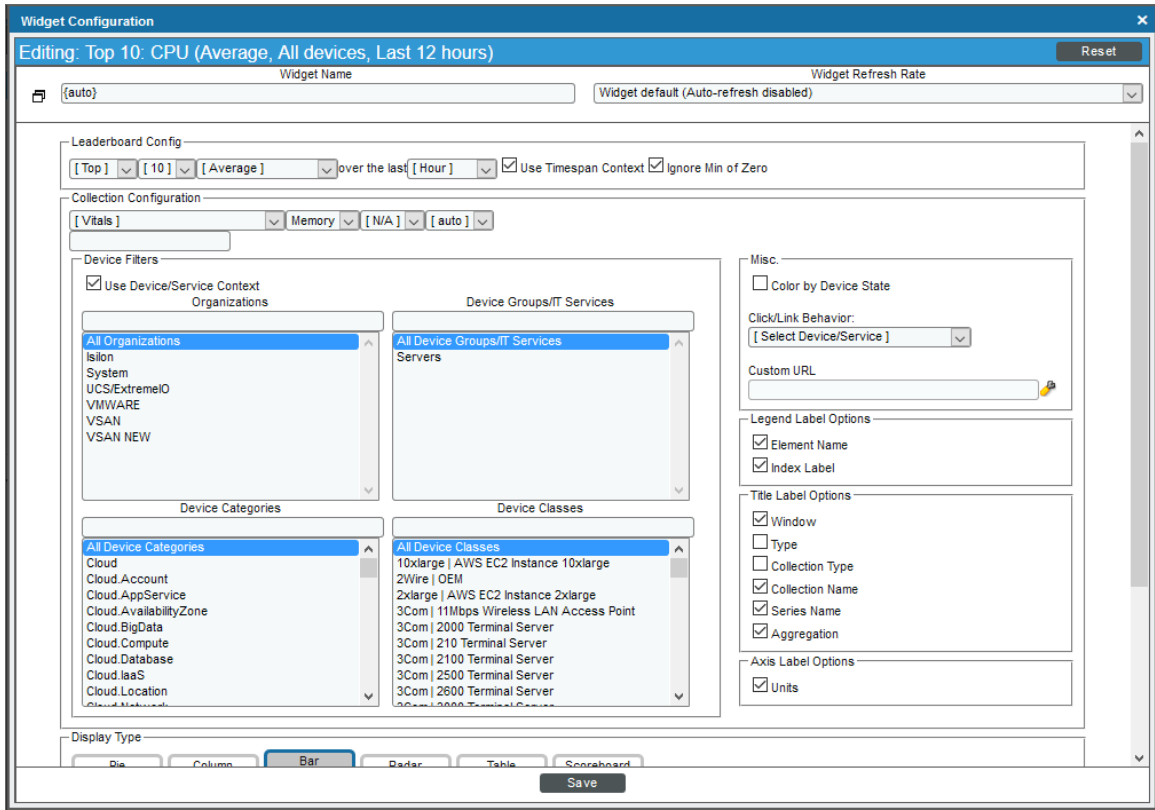 Widget Configuration
Editing: Top 10: CPU (Average, All devices, Last 12 hours)
Reset
Widget Name
Widget Refresh Rate
{auto}
Widget default (Auto-refresh disabled)
Leaderboard Config
[ Top ] [ 10 ] [ Average ] over the last [ Hour ] Use Timespan Context Ignore Min of Zero
Collection Configuration
[ Vitals ] Memory [ N/A ] [ auto ]
Device Filters
Use Device/Service Context
Organizations
All Organizations
Isilon
System
UCS/ExtremeIO
VMWARE
VSAN
VSAN NEW
Device Groups/IT Services
All Device Groups/IT Services
Servers
Device Categories
All Device Categories
Cloud
Cloud.Account
Cloud.AppService
Cloud.AvailabilityZone
Cloud.BigData
Cloud.Compute
Cloud.Database
Cloud.IaaS
Cloud.Location
Cloud.Network
Device Classes
All Device Classes
10xlarge | AWS EC2 Instance 10xlarge
2Wire | OEM
2xlarge | AWS EC2 Instance 2xlarge
3Com | 11Mbps Wireless LAN Access Point
3Com | 2000 Terminal Server
3Com | 210 Terminal Server
3Com | 2100 Terminal Server
3Com | 2500 Terminal Server
3Com | 2600 Terminal Server
Misc.
Color by Device State
Click/Link Behavior:
[ Select Device/Service ]
Custom URL
Legend Label Options
Element Name
Index Label
Title Label Options
Window
Type
Collection Type
Collection Name
Series Name
Aggregation
Axis Label Options
Units
Display Type
Pie
Column
Bar
Radar
Table
Scoreboard
Save